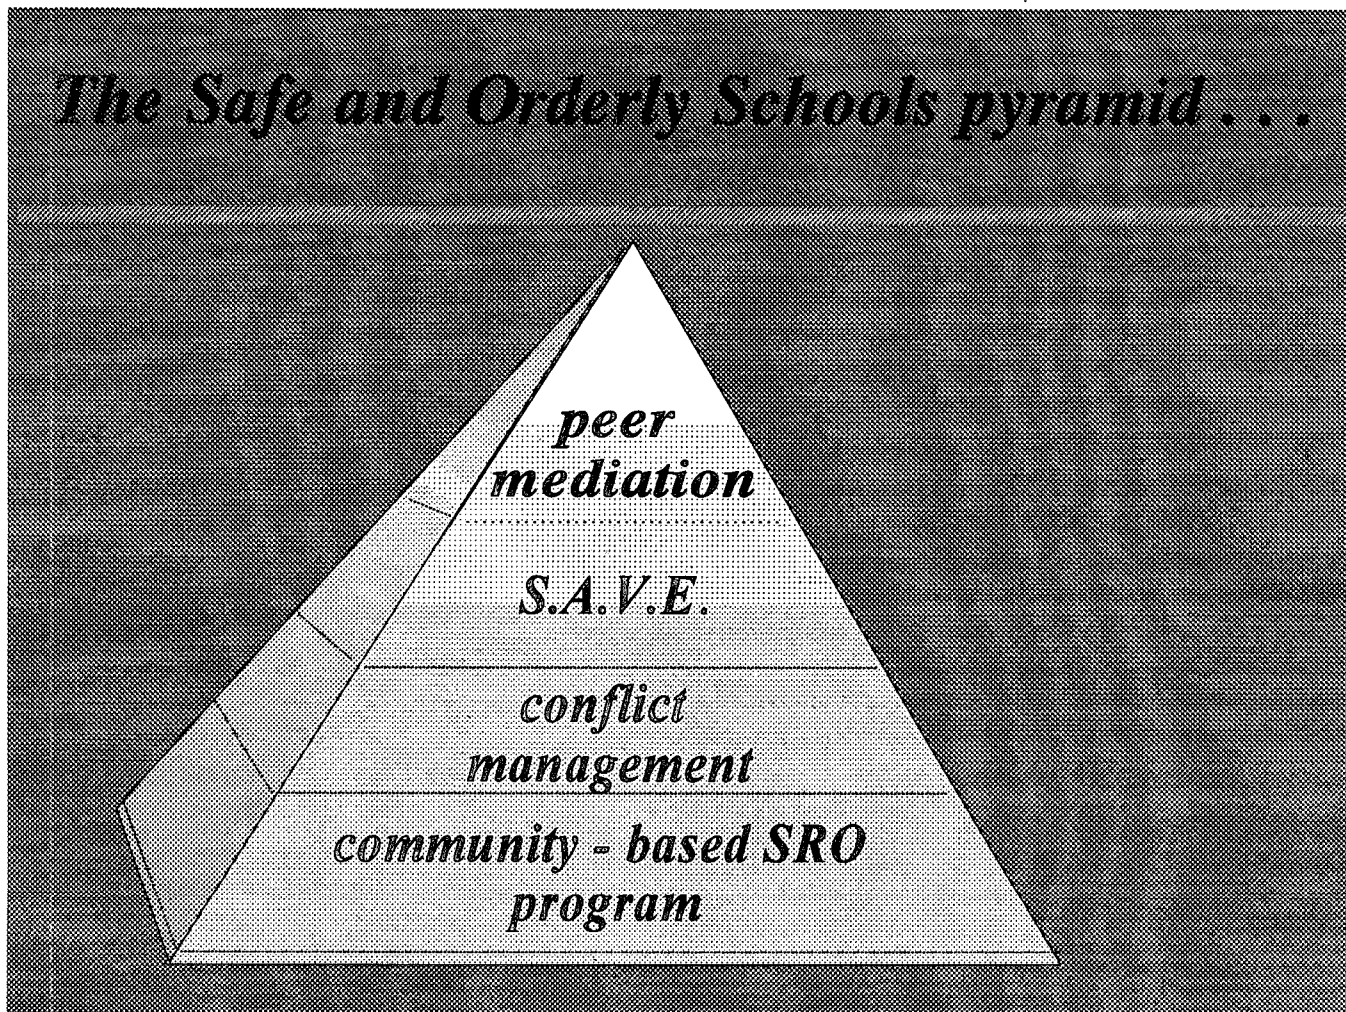 The Safe and Orderly Schools pyramid . . .
peer
mediation
S.A.V.E.
conflict
management
community - based SRO
program